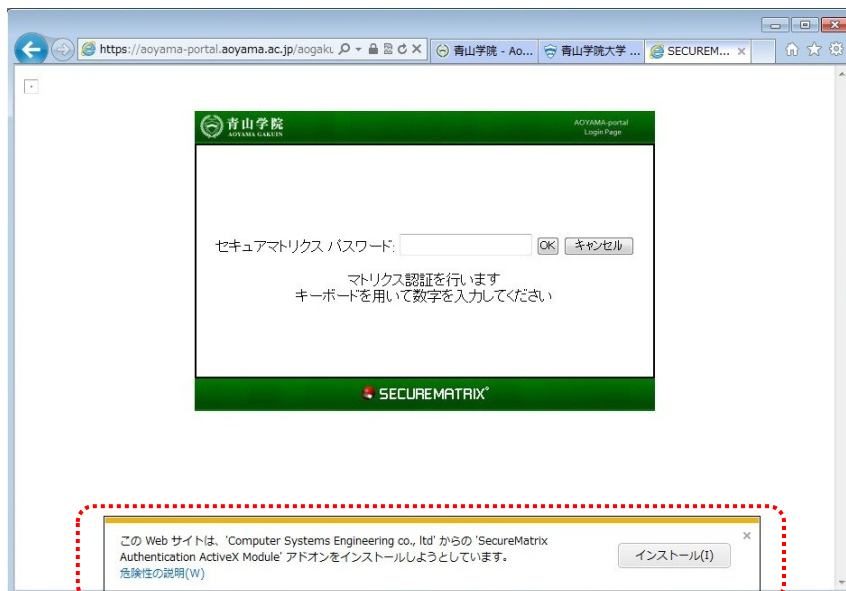 https://aoyama-portal.aoyama.ac.jp/aogakı
青山学院 - Ao...
青山学院大学 ...
SECUREM...
青山学院
AOYAMA GAKUIN
AOYAMA-portal
Login Page
セキュアマトリクス パスワード:
OK
キャンセル
マトリクス認証を行います
キーボードを用いて数字を入力してください
SECUREMATRIX®
この Web サイトは、'Computer Systems Engineering co., ltd' からの 'SecureMatrix
Authentication ActiveX Module' アドオンをインストールしようとしています。
危険性の説明(W)
インストール(I)